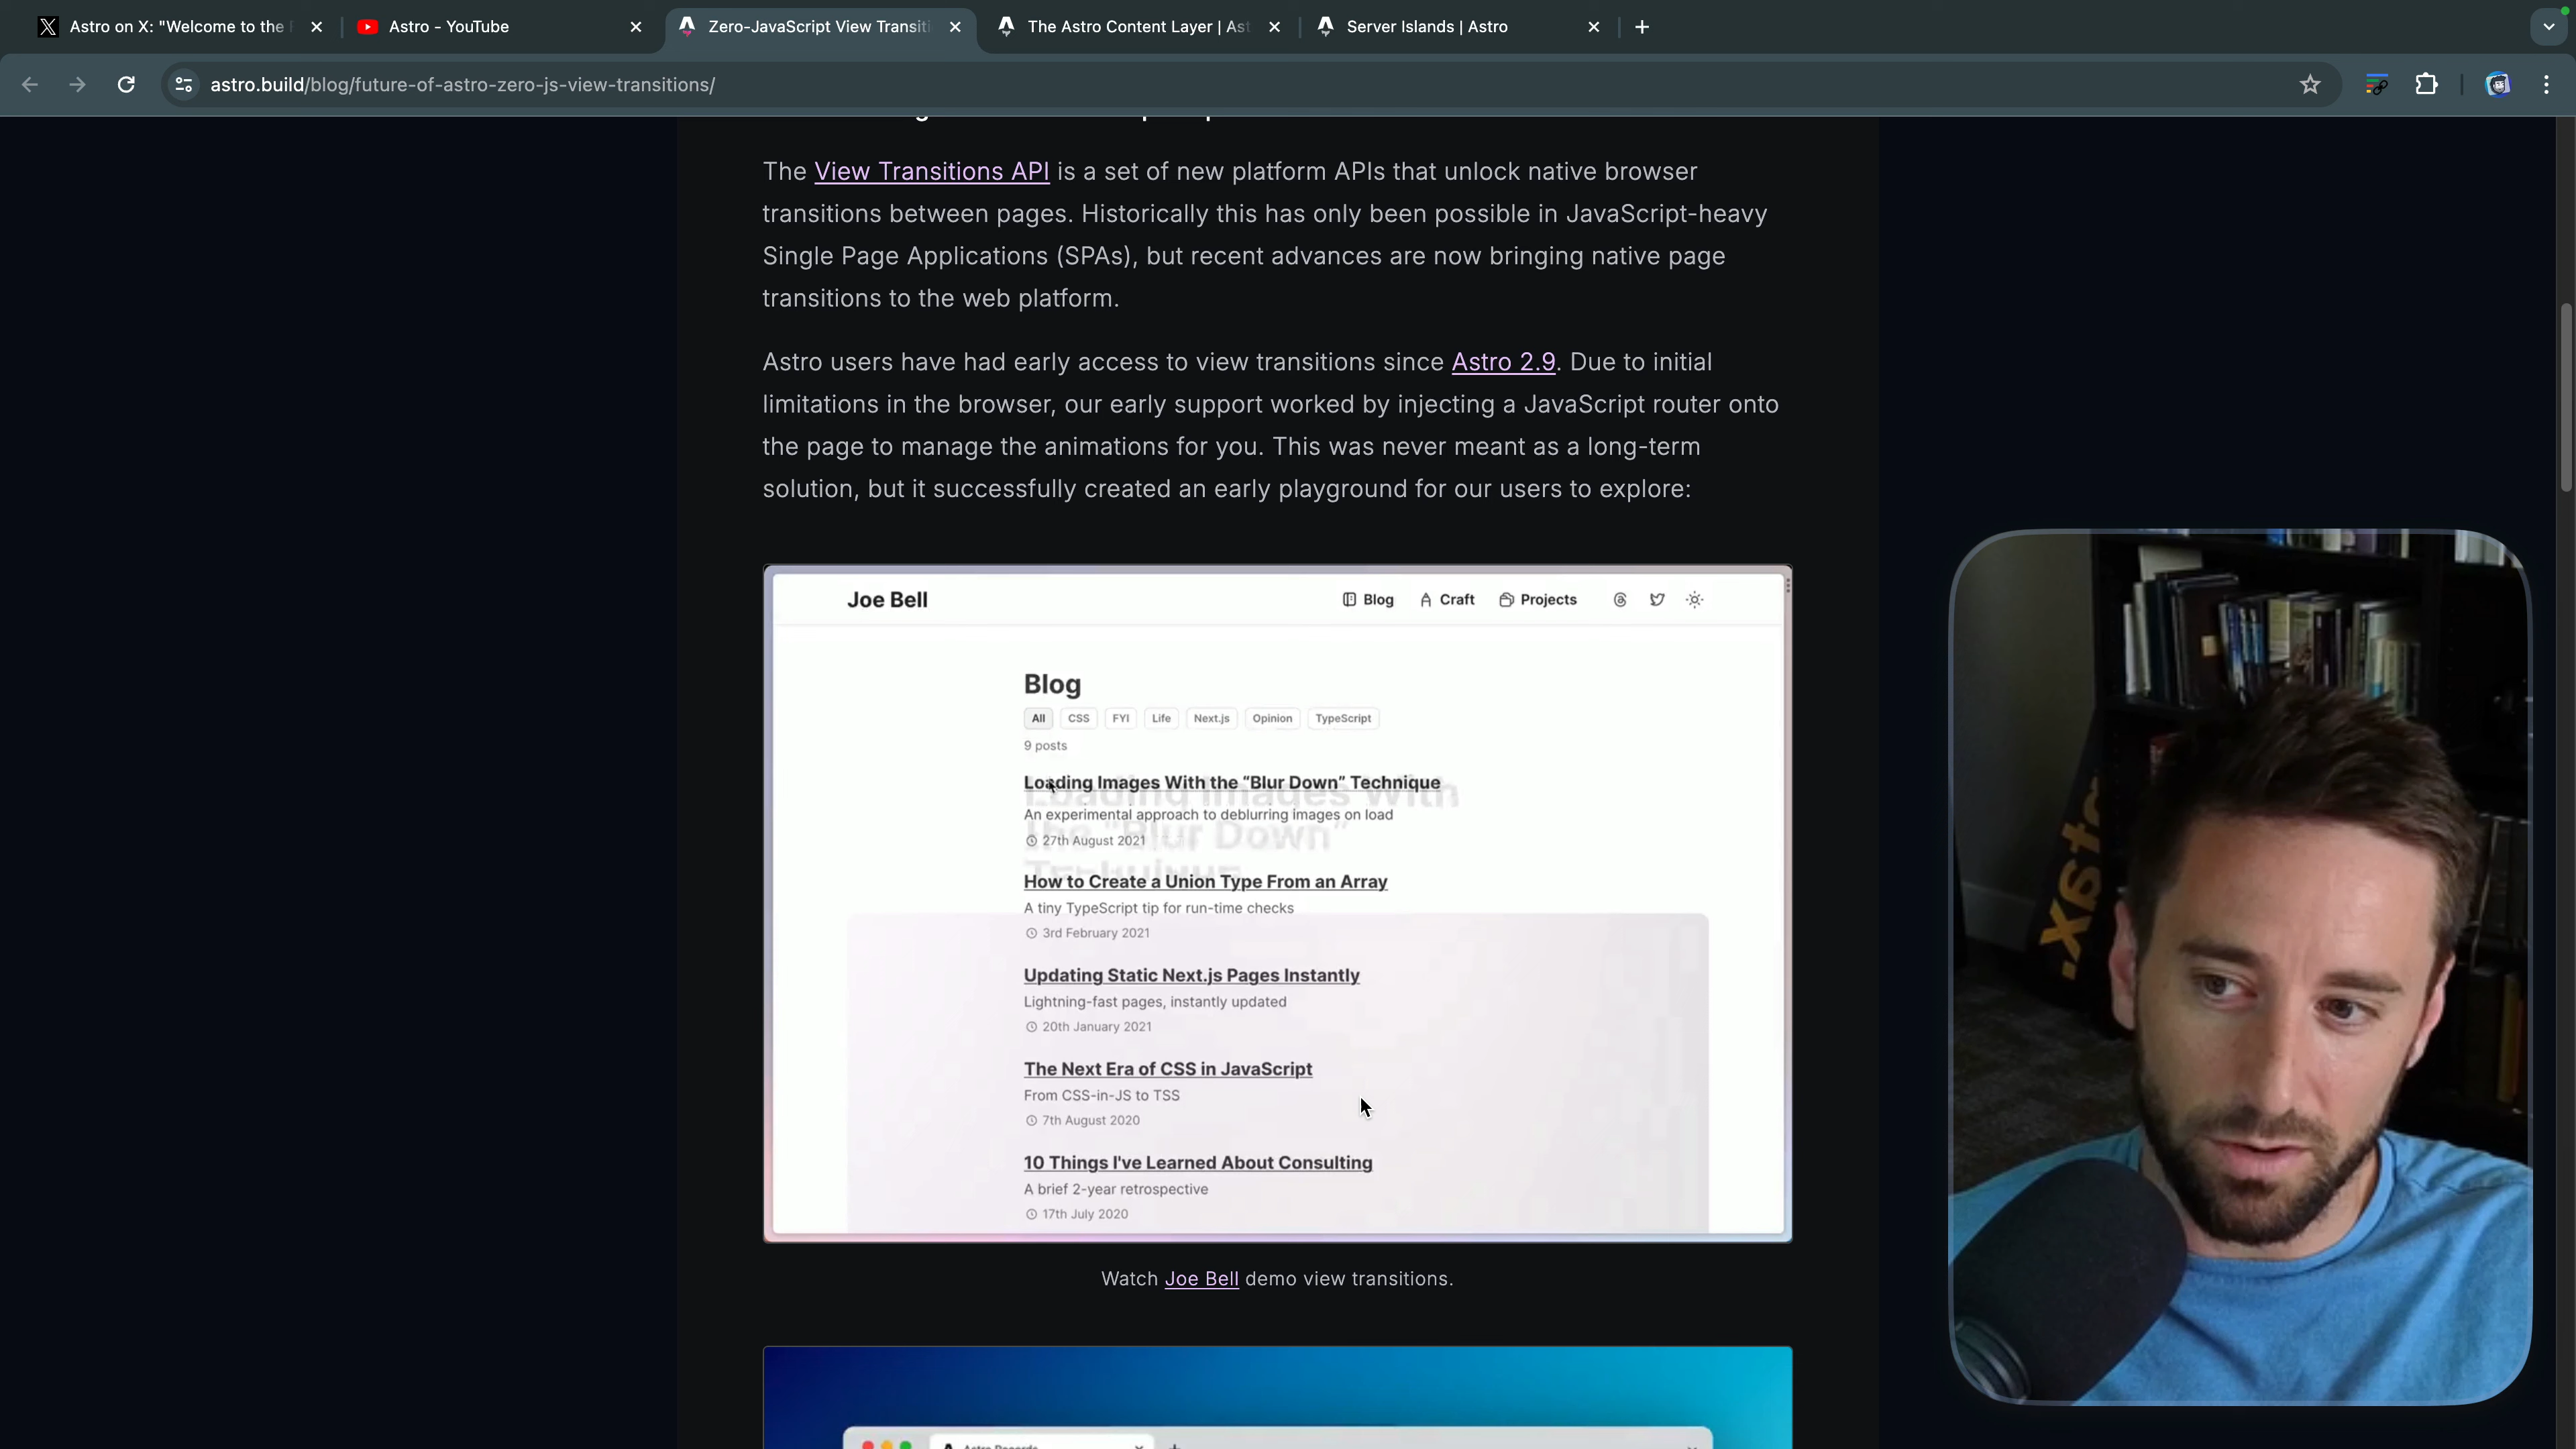 Astro on X: "Welcome to the
Astro - YouTube
Zero-JavaScript View Transiti
The Astro Content Layer | Ast
Server Islands | Astro
astro.build/blog/future-of-astro-zero-js-view-transitions/
The View Transitions API is a set of new platform APIs that unlock native browser
transitions between pages. Historically this has only been possible in JavaScript-heavy
Single Page Applications (SPAs), but recent advances are now bringing native page
transitions to the web platform.
Astro users have had early access to view transitions since Astro 2.9. Due to initial
limitations in the browser, our early support worked by injecting a JavaScript router onto
the page to manage the animations for you. This was never meant as a long-term
solution, but it successfully created an early playground for our users to explore:
Joe Bell
Blog
Craft
Projects
Blog
All
CSS
FYI
Life
Next.js
Opinion
TypeScript
9 posts
Loading Images With the “Blur Down” Technique
Loading Images With
the “Blur Down”
Technique
An experimental approach to deblurring images on load
27th August 2021
How to Create a Union Type From an Array
A tiny TypeScript tip for run-time checks
3rd February 2021
Updating Static Next.js Pages Instantly
Lightning-fast pages, instantly updated
20th January 2021
The Next Era of CSS in JavaScript
From CSS-in-JS to TSS
7th August 2020
10 Things I've Learned About Consulting
A brief 2-year retrospective
17th July 2020
Watch Joe Bell demo view transitions.
Astro Records